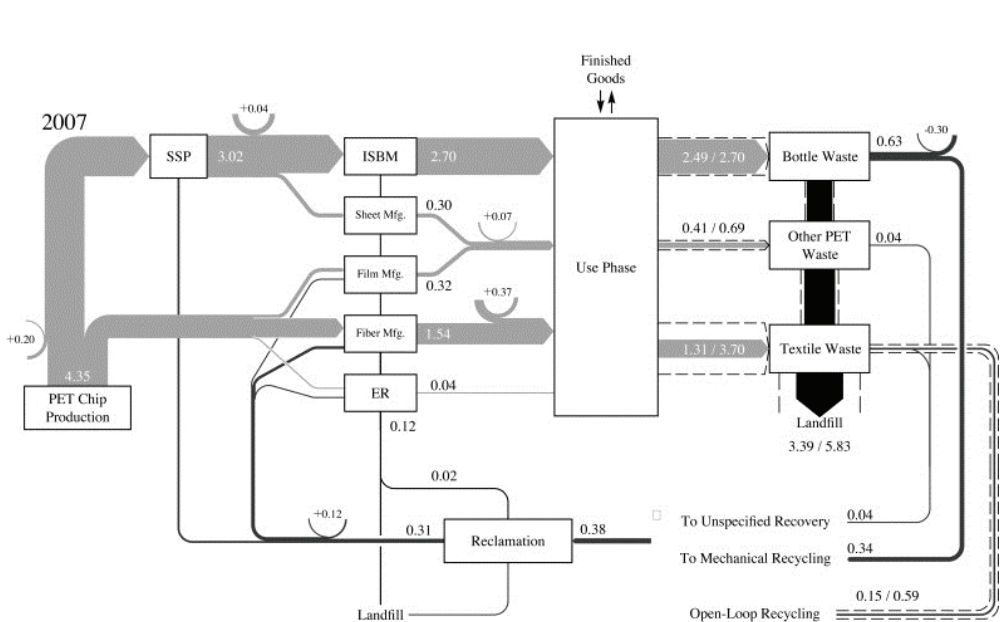 Finished
Goods
2007
+0.04
SSP
3.02
ISBM
2.70
2.49 / 2.70
Bottle Waste
0.63
-0.30
Sheet Mfg.
0.30
+0.07
0.41 / 0.69
Other PET
Waste
0.04
Film Mfg.
0.32
Use Phase
+0.37
+0.20
Fiber Mfg.
1.54
1.31 / 3.70
Textile Waste
4.35
PET Chip
Production
ER
0.04
0.12
Landfill
3.39 / 5.83
0.02
+0.12
0.31
Reclamation
0.38
To Unspecified Recovery
0.04
To Mechanical Recycling
0.34
Landfill
Open-Loop Recycling
0.15 / 0.59